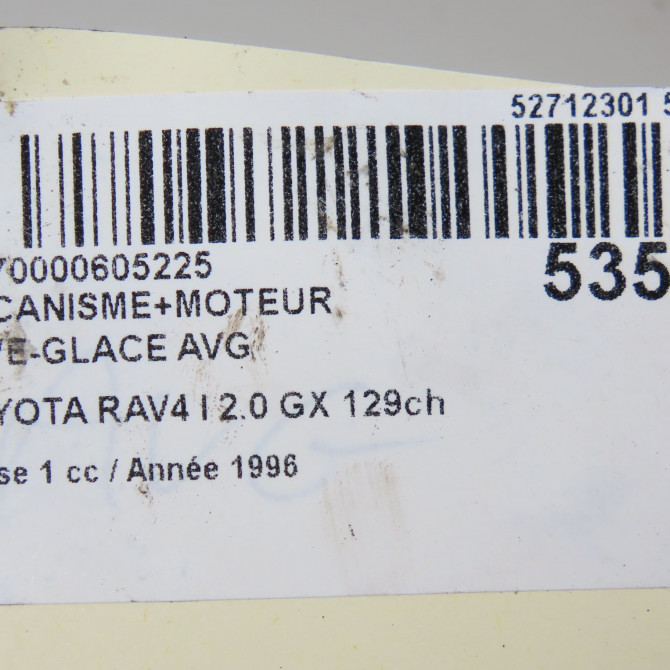 52712301 5
70000605225
535
CANISME+MOTEUR
VE-GLACE AVG
YOTA RAV4 I 2.0 GX 129ch
se 1 cc / Année 1996